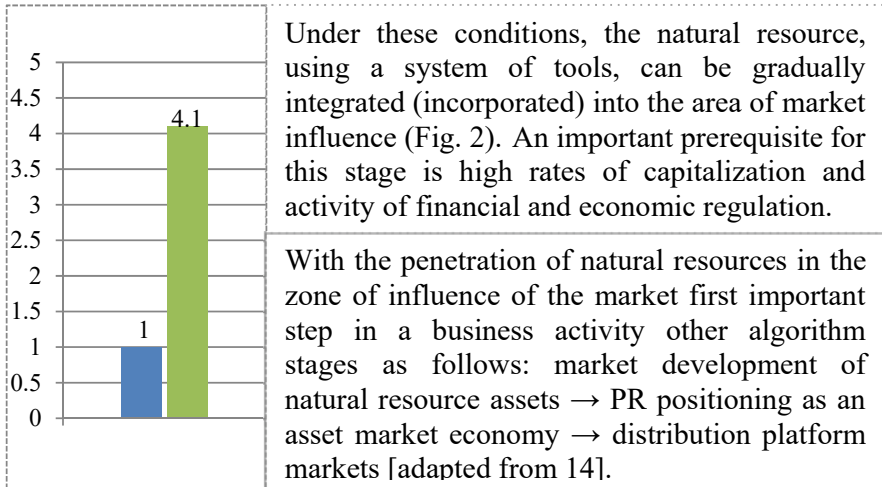 5
4.5
4
3.5
3
2.5
2
1.5
1
0.5
0
4.1
1
Under these conditions, the natural resource,
using a system of tools, can be gradually
integrated (incorporated) into the area of market
influence (Fig. 2). An important prerequisite for
this stage is high rates of capitalization and
activity of financial and economic regulation.
With the penetration of natural resources in the
zone of influence of the market first important
step in a business activity other algorithm
stages as follows: market development of
natural resource assets → PR positioning as an
asset market economy → distribution platform
markets [adapted from 14].